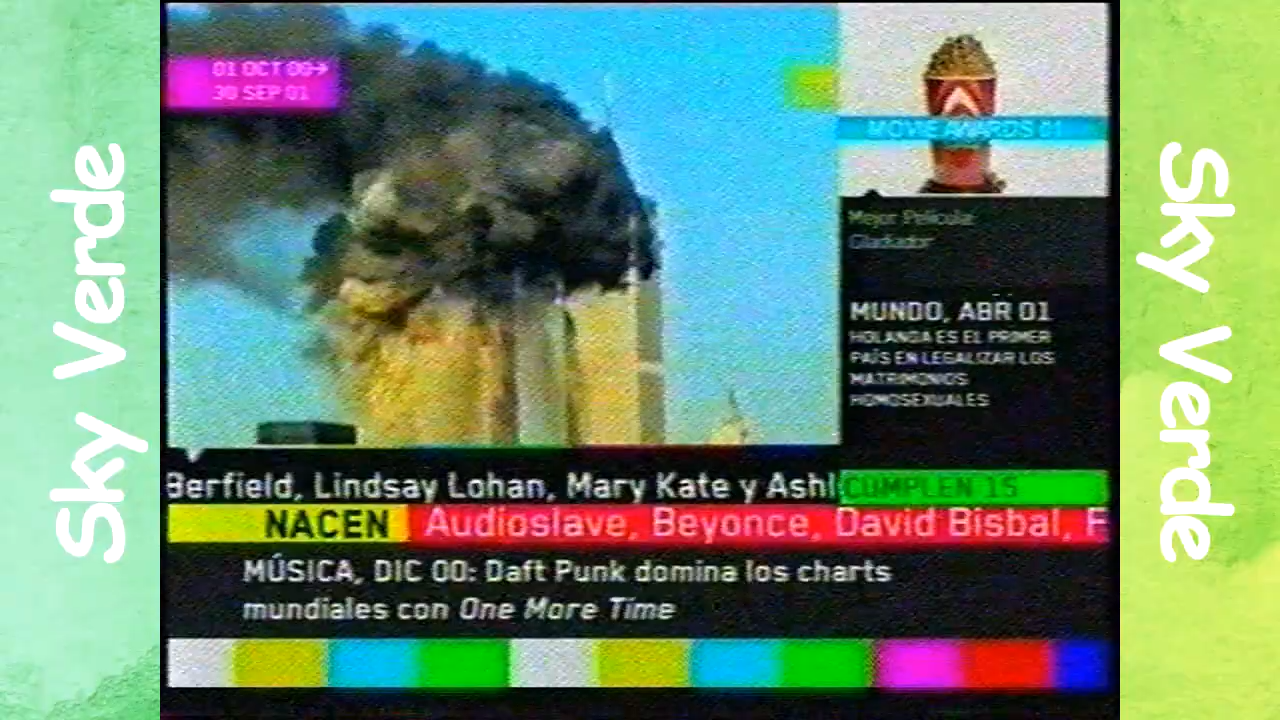 Sky Verde
01 OCT 00→
30 SEP 01
MOVIE AWARDS 01
Mejor Película:
Gladiador
MUNDO, ABR 01
HOLANDA ES EL PRIMER
PAÍS EN LEGALIZAR LOS
MATRIMONIOS
HOMOSEXUALES
Berfield, Lindsay Lohan, Mary Kate y Ashl
CUMPLEN 15
NACEN
Audioslave, Beyonce, David Bisbal, F
MÚSICA, DIC 00: Daft Punk domina los charts
mundiales con One More Time
Sky Verde